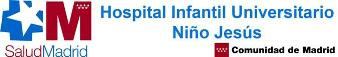 Hospital Infantil Universitario
Niño Jesús
M
SaludMadrid
Comunidad de Madrid